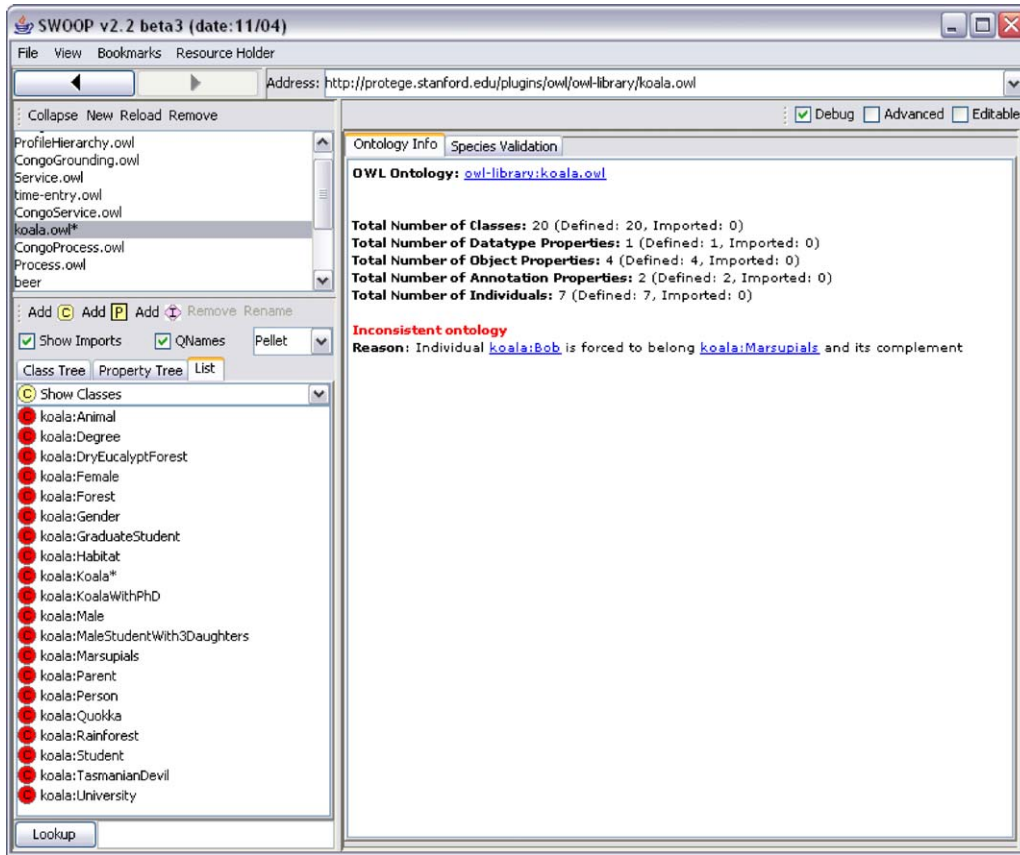 SWOOP v2.2 beta3 (date:11/04)
File View Bookmarks Resource Holder
Address: http://protege.stanford.edu/plugins/owl/owl-library/koala.owl
Collapse New Reload Remove
Debug Advanced Editable
ProfileHierarchy.owl
CongoGrounding.owl
Service.owl
time-entry.owl
CongoService.owl
koala.owl*
CongoProcess.owl
Process.owl
beer
Add C Add P Add I Remove Rename
Show Imports QNames Pellet
Class Tree Property Tree List
C Show Classes
C koala:Animal
C koala:Degree
C koala:DryEucalyptForest
C koala:Female
C koala:Forest
C koala:Gender
C koala:GraduateStudent
C koala:Habitat
C koala:Koala*
C koala:KoalaWithPhD
C koala:Male
C koala:MaleStudentWith3Daughters
C koala:Marsupials
C koala:Parent
C koala:Person
C koala:Quokka
C koala:Rainforest
C koala:Student
C koala:TasmanianDevil
C koala:University
Lookup
Ontology Info Species Validation
OWL Ontology: owl-library:koala.owl
Total Number of Classes: 20 (Defined: 20, Imported: 0)
Total Number of Datatype Properties: 1 (Defined: 1, Imported: 0)
Total Number of Object Properties: 4 (Defined: 4, Imported: 0)
Total Number of Annotation Properties: 2 (Defined: 2, Imported: 0)
Total Number of Individuals: 7 (Defined: 7, Imported: 0)
Inconsistent ontology
Reason: Individual koala:Bob is forced to belong koala:Marsupials and its complement